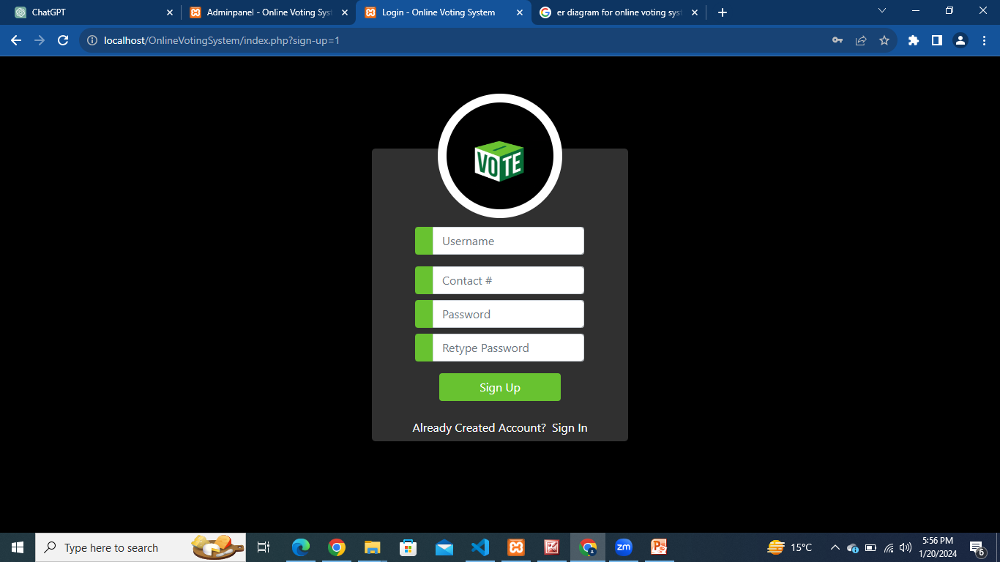 ChatGPT
Adminpanel - Online Voting Sys
Login - Online Voting System
er diagram for online voting syst
localhost/OnlineVotingSystem/index.php?sign-up=1
VOTE
Username
Contact #
Password
Retype Password
Sign Up
Already Created Account? Sign In
Type here to search
zm
15°C
5:56 PM
1/20/2024
6